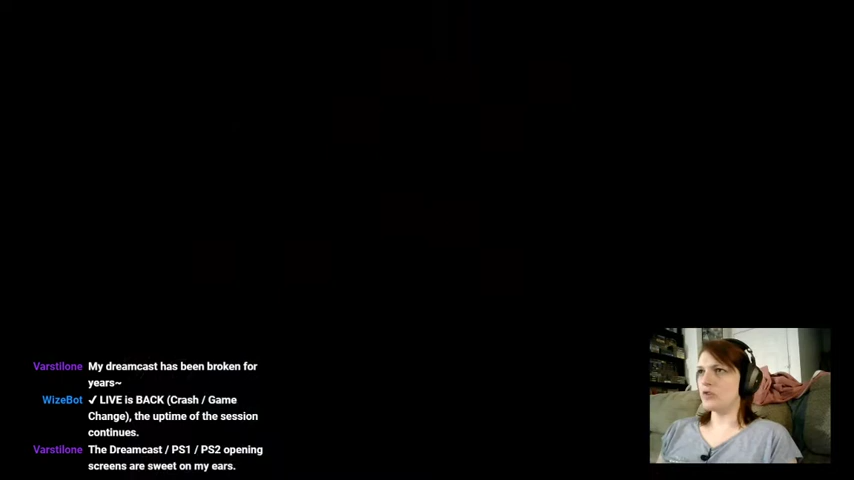 Varstilone My dreamcast has been broken for
years~
WizeBot ✓ LIVE is BACK (Crash / Game
Change), the uptime of the session
continues.
Varstilone The Dreamcast / PS1 / PS2 opening
screens are sweet on my ears.